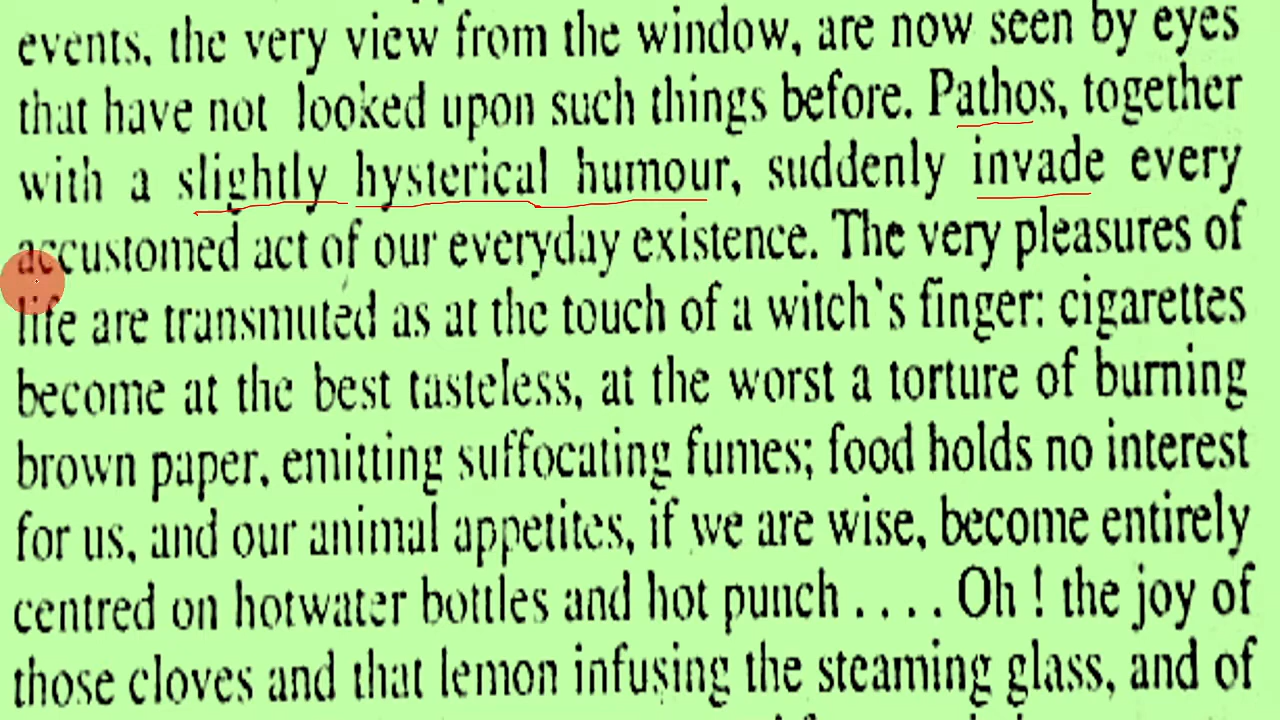 events, the very view from the window, are now seen by eyes
that have not looked upon such things before. Pathos, together
with a slightly hysterical humour, suddenly invade every
accustomed act of our everyday existence. The very pleasures of
life are transmuted as at the touch of a witch's finger: cigarettes
become at the best tasteless, at the worst a torture of burning
brown paper, emitting suffocating fumes; food holds no interest
for us, and our animal appetites, if we are wise, become entirely
centred on hotwater bottles and hot punch . . . . Oh ! the joy of
those cloves and that lemon infusing the steaming glass, and of